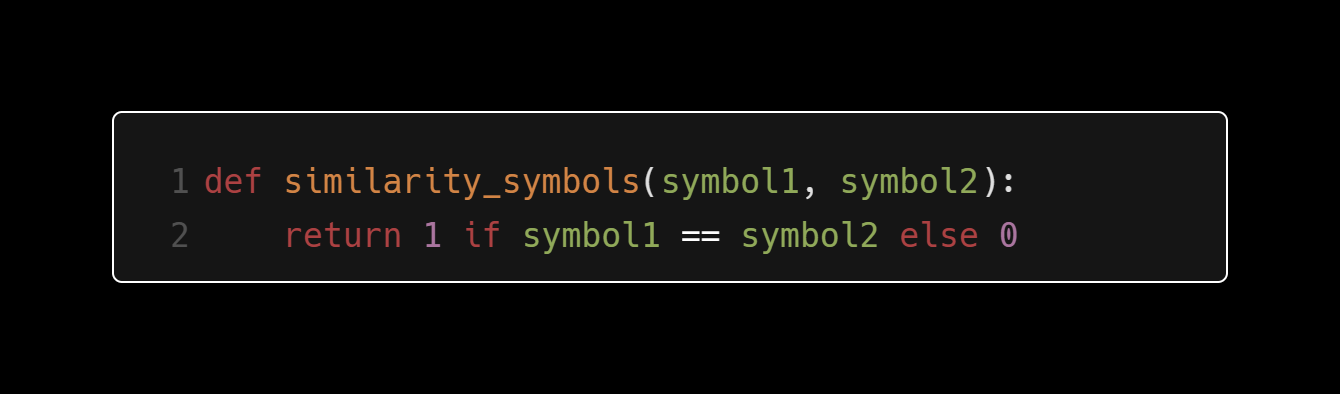 1 def similarity_symbols(symbol1, symbol2):
2     return 1 if symbol1 == symbol2 else 0